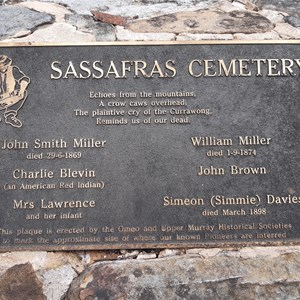 SASSAFRAS CEMETERY
Echoes from the mountains,
A crow caws overhead,
The plaintive cry of the Currawong,
Reminds us of our dead.
John Smith Miller
died 29-6-1869
William Miller
died 1-9-1874
Charlie Blevin
(an American Red Indian)
John Brown
Mrs Lawrence
and her infant
Simeon (Simmie) Davies
died March 1898
This plaque is erected by the Omeo and Upper Murray Historical Societies
to mark the approximate site of where our known Pioneers are interred